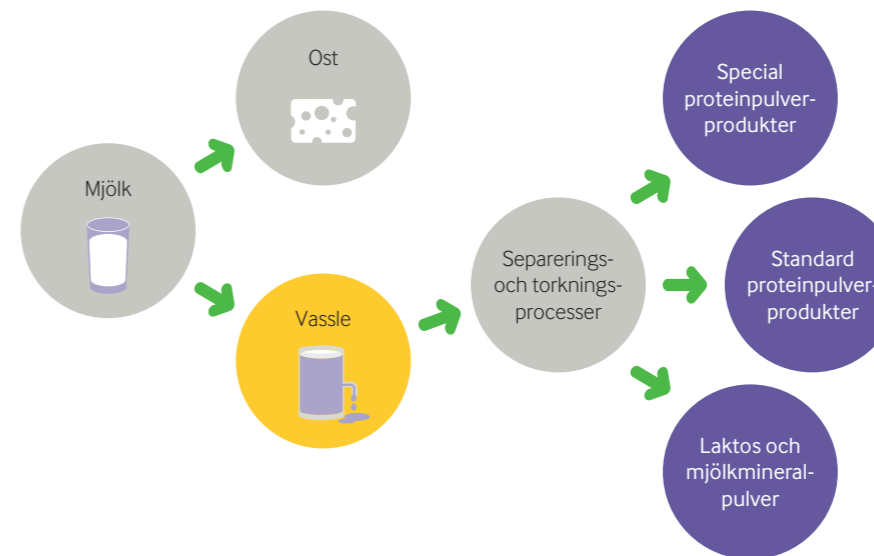 Mjölk
Ost
Vassle
Separerings-
och torknings-
processer
Special
proteinpulver-
produkter
Standard
proteinpulver-
produkter
Laktos och
mjölkmineral-
pulver